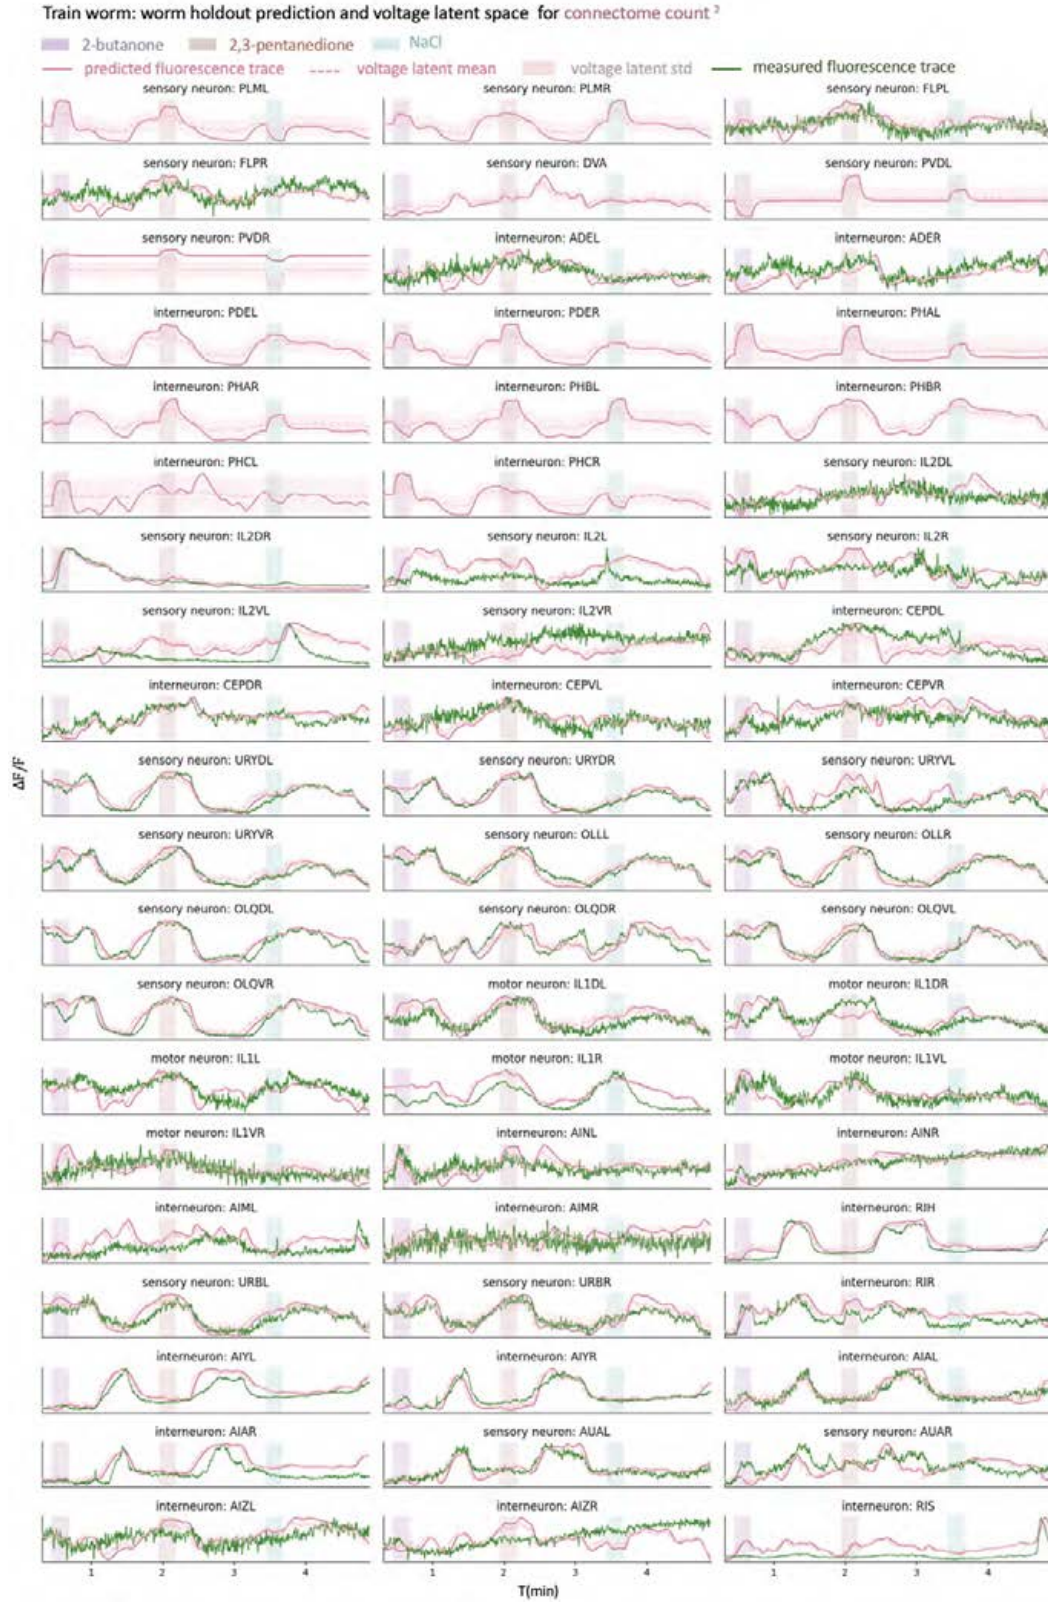 Train worm: worm holdout prediction and voltage latent space for connectome count ²
2-butanone 2,3-pentanedione NaCl
predicted fluorescence trace voltage latent mean voltage latent std measured fluorescence trace
sensory neuron: PLML sensory neuron: PLMR sensory neuron: FLPL
sensory neuron: FLPR sensory neuron: DVA sensory neuron: PVDL
sensory neuron: PVDR interneuron: ADEL interneuron: ADER
interneuron: PDEL interneuron: PDER interneuron: PHAL
interneuron: PHAR interneuron: PHBL interneuron: PHBR
interneuron: PHCL interneuron: PHCR sensory neuron: IL2DL
sensory neuron: IL2DR sensory neuron: IL2L sensory neuron: IL2R
sensory neuron: IL2VL sensory neuron: IL2VR interneuron: CEPDL
interneuron: CEPDR interneuron: CEPVL interneuron: CEPVR
ΔF/F
sensory neuron: URYDL sensory neuron: URYDR sensory neuron: URYVL
sensory neuron: URYVR sensory neuron: OLLL sensory neuron: OLLR
sensory neuron: OLQDL sensory neuron: OLQDR sensory neuron: OLQVL
sensory neuron: OLQVR motor neuron: IL1DL motor neuron: IL1DR
motor neuron: IL1L motor neuron: IL1R motor neuron: IL1VL
motor neuron: IL1VR interneuron: AINL interneuron: AINR
interneuron: AIML interneuron: AIMR interneuron: RIH
sensory neuron: URBL sensory neuron: URBR interneuron: RIR
interneuron: AIYL interneuron: AIYR interneuron: AIAL
interneuron: AIAR sensory neuron: AUAL sensory neuron: AUAR
interneuron: AIZL interneuron: AIZR interneuron: RIS
1 2 3 4 1 2 3 4 1 2 3 4
T(min)